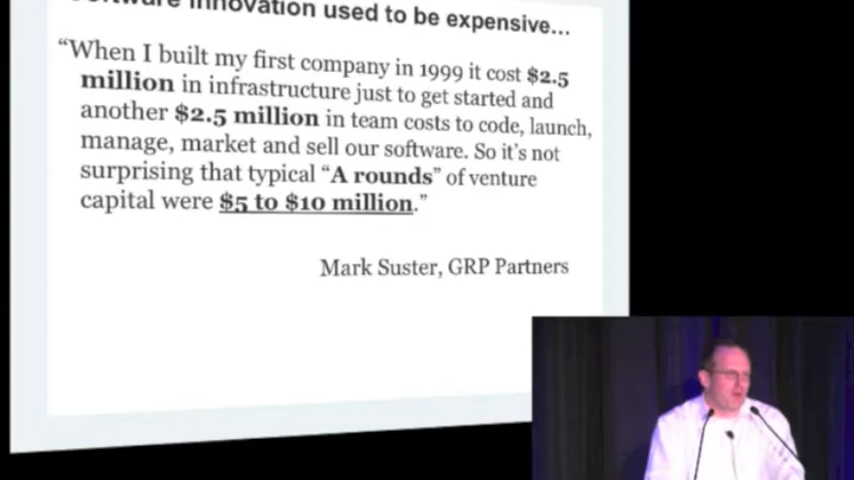 Software innovation used to be expensive...
“When I built my first company in 1999 it cost $2.5
million in infrastructure just to get started and
another $2.5 million in team costs to code, launch,
manage, market and sell our software. So it’s not
surprising that typical “A rounds” of venture
capital were $5 to $10 million.”
Mark Suster, GRP Partners